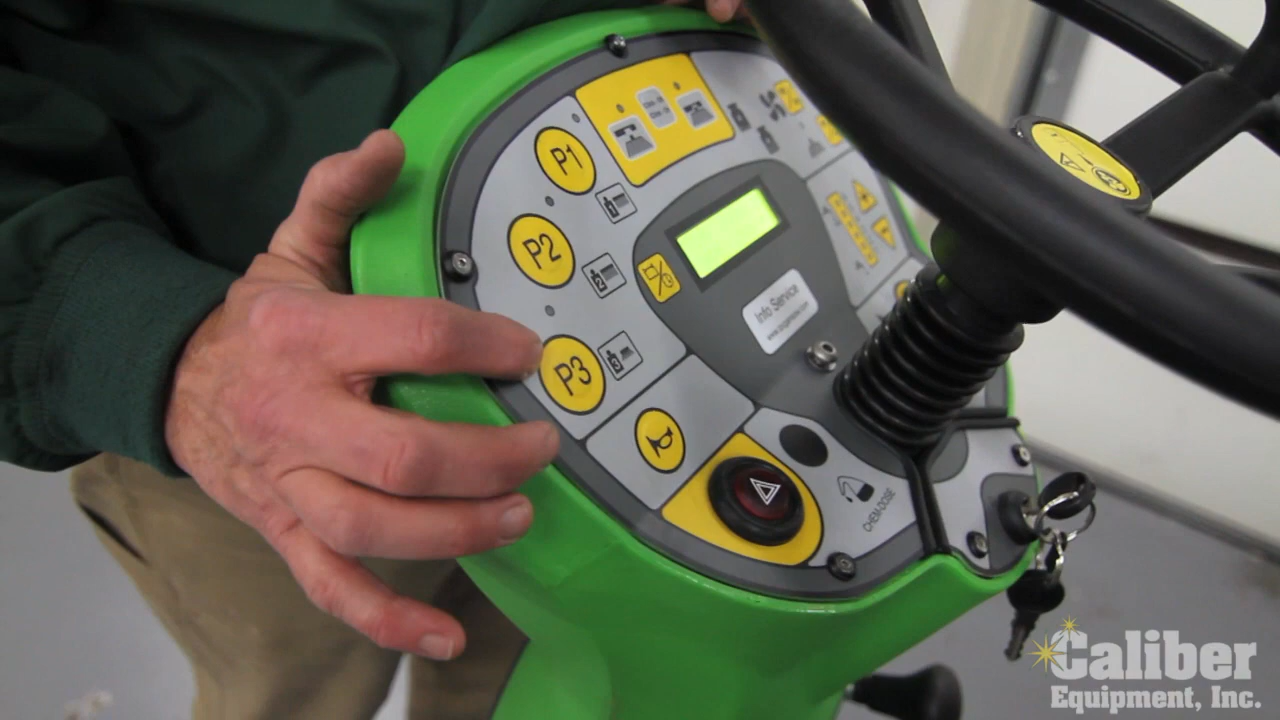 P1
P2
P3
Info Service
CHEM-DOSE
Caliber
Equipment, Inc.